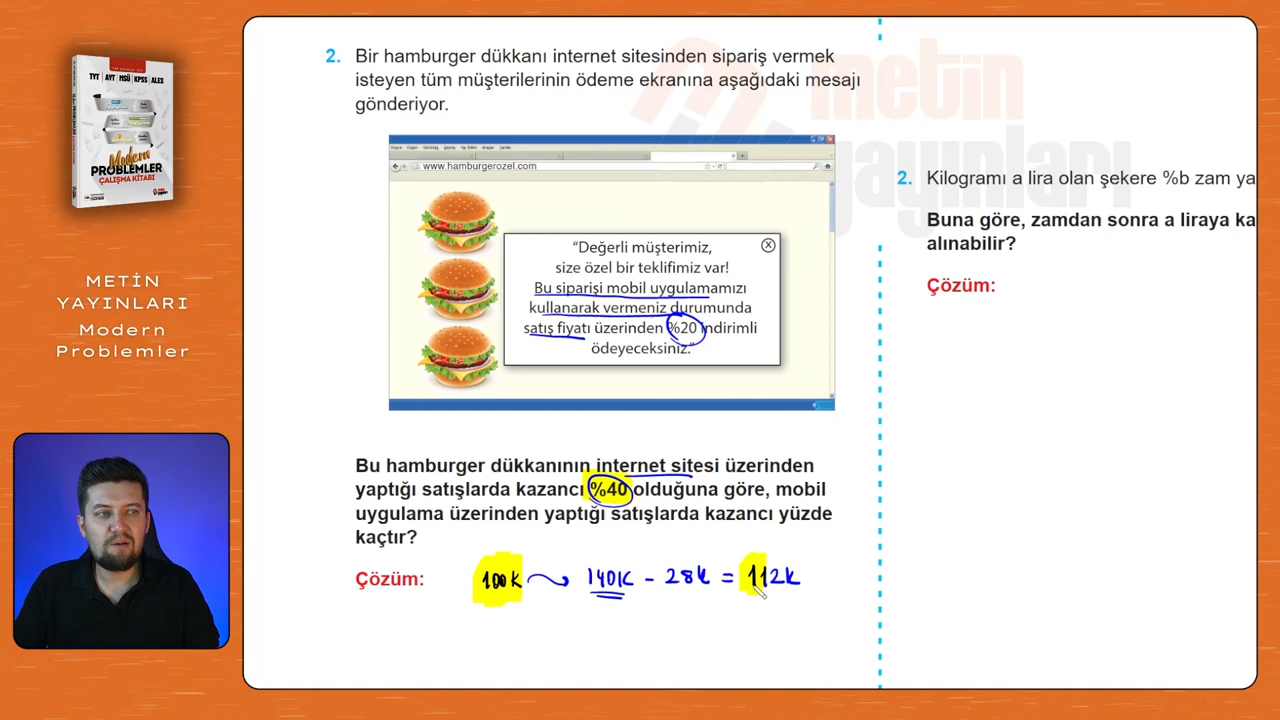 TYT | AYT | MSÜ | KPSS | ALES
Modern
PROBLEMLER
ÇALIŞMA KİTABI
METİN
YAYINLARI
Modern
Problemler
metin
yayınları
2. Bir hamburger dükkanı internet sitesinden sipariş vermek
isteyen tüm müşterilerinin ödeme ekranına aşağıdaki mesajı
gönderiyor.
www.hamburgerozel.com
“Değerli müşterimiz,
size özel bir teklifimiz var!
Bu siparişi mobil uygulamamızı
kullanarak vermeniz durumunda
satış fiyatı üzerinden %20 indirimli
ödeyeceksiniz.”
Bu hamburger dükkanının internet sitesi üzerinden
yaptığı satışlarda kazancı %40 olduğuna göre, mobil
uygulama üzerinden yaptığı satışlarda kazancı yüzde
kaçtır?
Çözüm:
100K 140K - 28K = 112K
2. Kilogramı a lira olan şekere %b zam ya
Buna göre, zamdan sonra a liraya ka
alınabilir?
Çözüm: